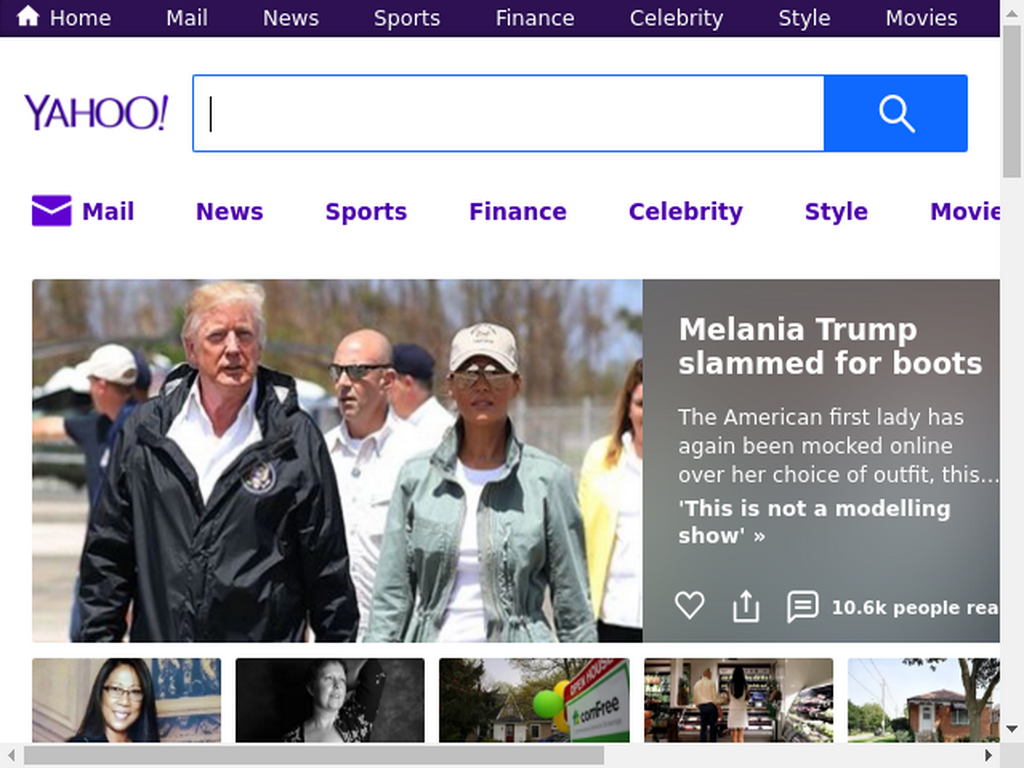 Home Mail News Sports Finance Celebrity Style Movies
YAHOO!
Mail News Sports Finance Celebrity Style Movie
Melania Trump
slammed for boots
The American first lady has
again been mocked online
over her choice of outfit, this...
'This is not a modelling
show' »
10.6k people rea
OPEN HOUSE
comFree